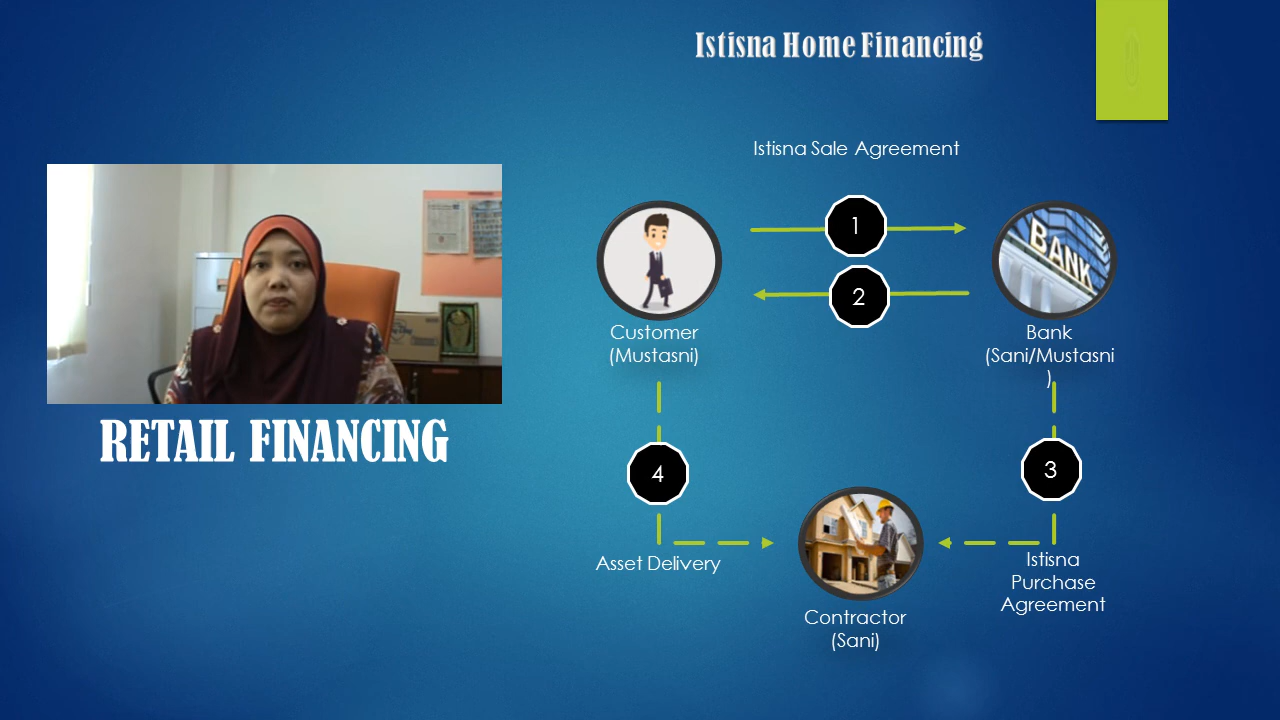 Istisna Home Financing
Istisna Sale Agreement
1
2
BANK
Customer
(Mustasni)
Bank
(Sani/Mustasni
)
RETAIL FINANCING
4
3
Asset Delivery
Istisna
Purchase
Agreement
Contractor
(Sani)